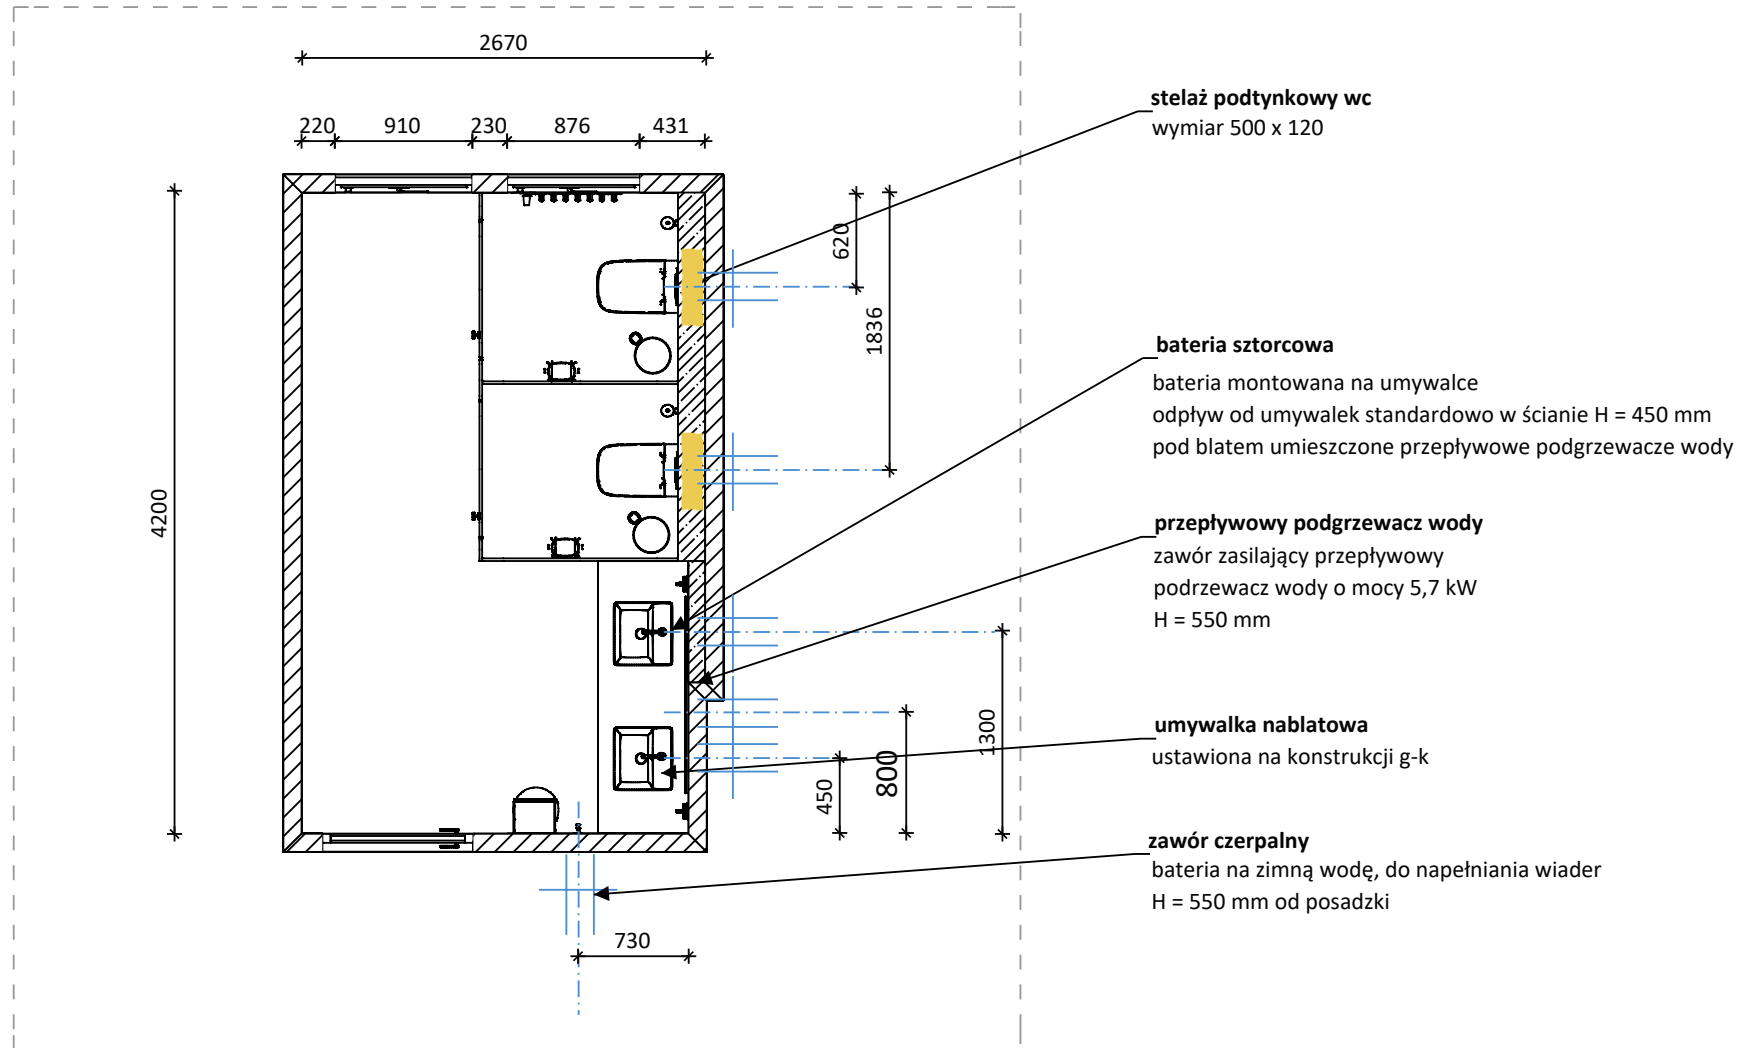 2670
220 910 230 876 431
stelaż podtynkowy wc
wymiar 500 x 120
620
1836
bateria sztorcowa
bateria montowana na umywalce
odpływ od umywalek standardowo w ścianie H = 450 mm
pod blatem umieszczone przepływowe podgrzewacze wody
4200
przepływowy podgrzewacz wody
zawór zasilający przepływowy
podrzewacz wody o mocy 5,7 kW
H = 550 mm
umywalka nablatowa
ustawiona na konstrukcji g-k
450
800
1300
zawór czerpalny
bateria na zimną wodę, do napełniania wiader
H = 550 mm od posadzki
730